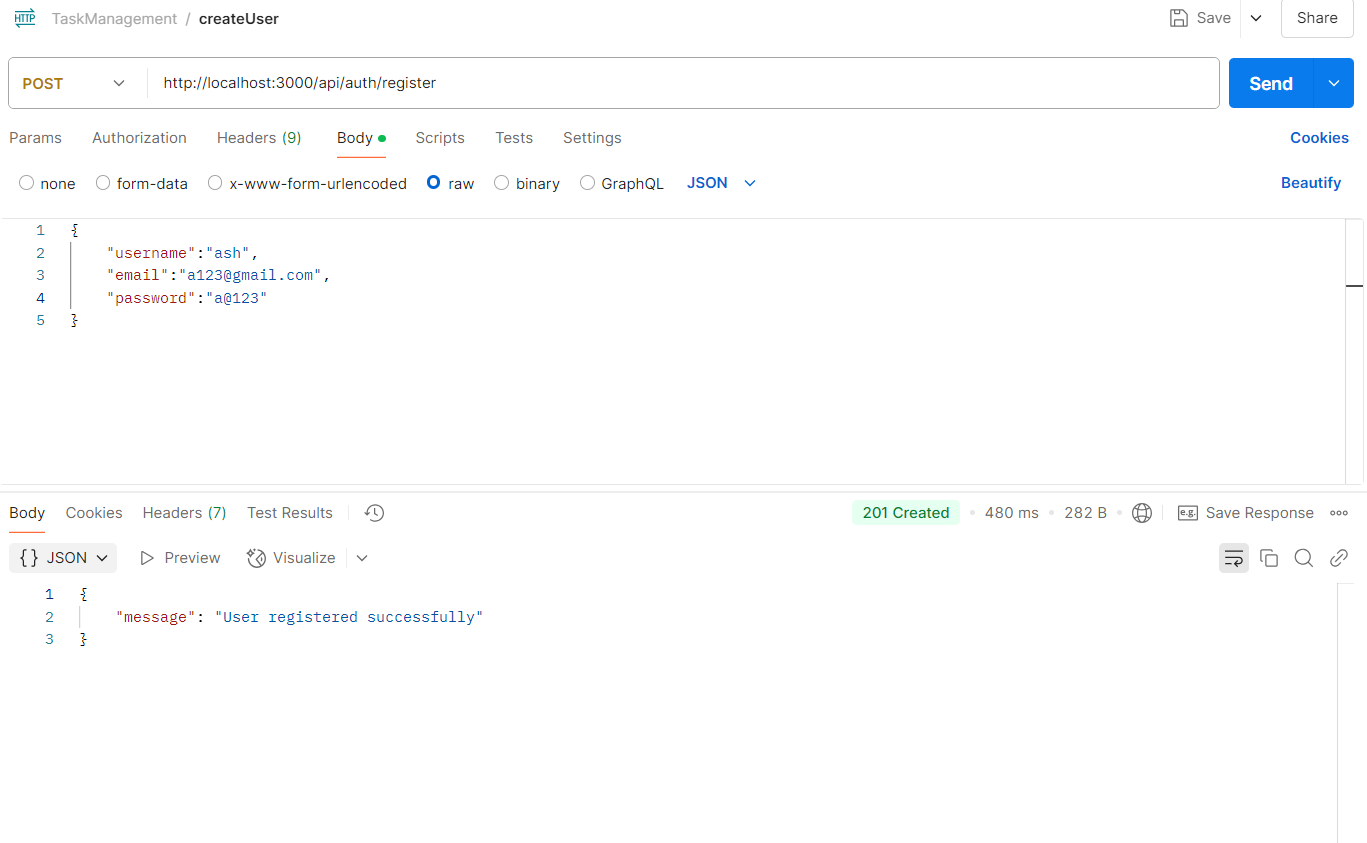 HTTP TaskManagement / createUser Save Share
POST http://localhost:3000/api/auth/register Send
Params Authorization Headers (9) Body Scripts Tests Settings Cookies
none form-data x-www-form-urlencoded raw binary GraphQL JSON Beautify
1 {
2 "username":"ash",
3 "email":"a123@gmail.com",
4 "password":"a@123"
5 }
Body Cookies Headers (7) Test Results 201 Created 480 ms 282 B e.g. Save Response
{} JSON Preview Visualize
1 {
2 "message": "User registered successfully"
3 }